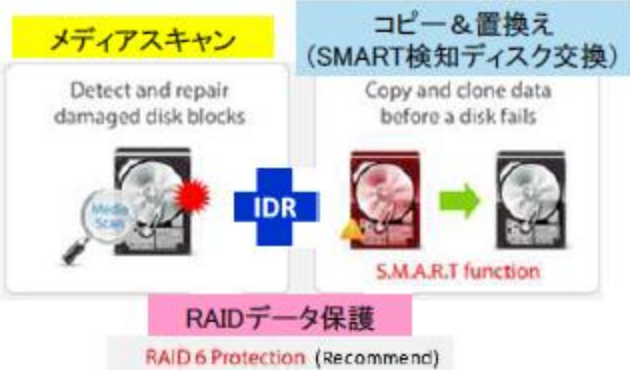 メディアスキャン
コピー＆置換え
（SMART検知ディスク交換）
Detect and repair
damaged disk blocks
Copy and clone data
before a disk fails
Media
Scan
IDR
S.M.A.R.T function
RAIDデータ保護
RAID 6 Protection (Recommend)